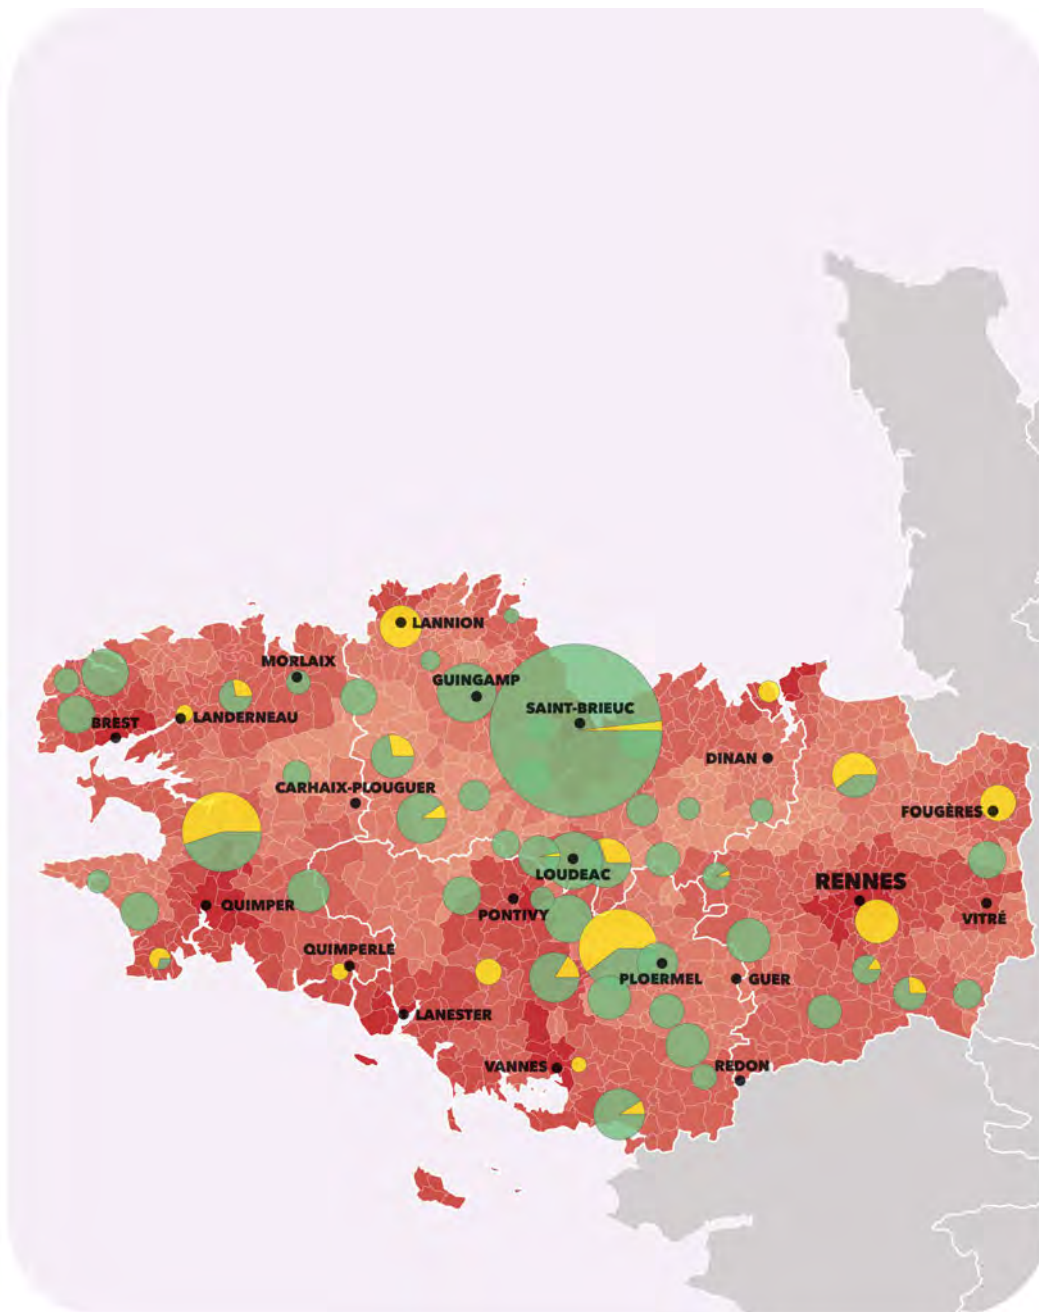 LANNION
MORLAIX
GUINGAMP
SAINT-BRIEUC
BREST
LANDERNEAU
DINAN
CARHAIX-PLOUGUER
FOUGÈRES
LOUDEAC
RENNES
QUIMPER
PONTIVY
VITRÉ
QUIMPERLE
PLOERMEL
GUER
LANESTER
VANNES
REDON